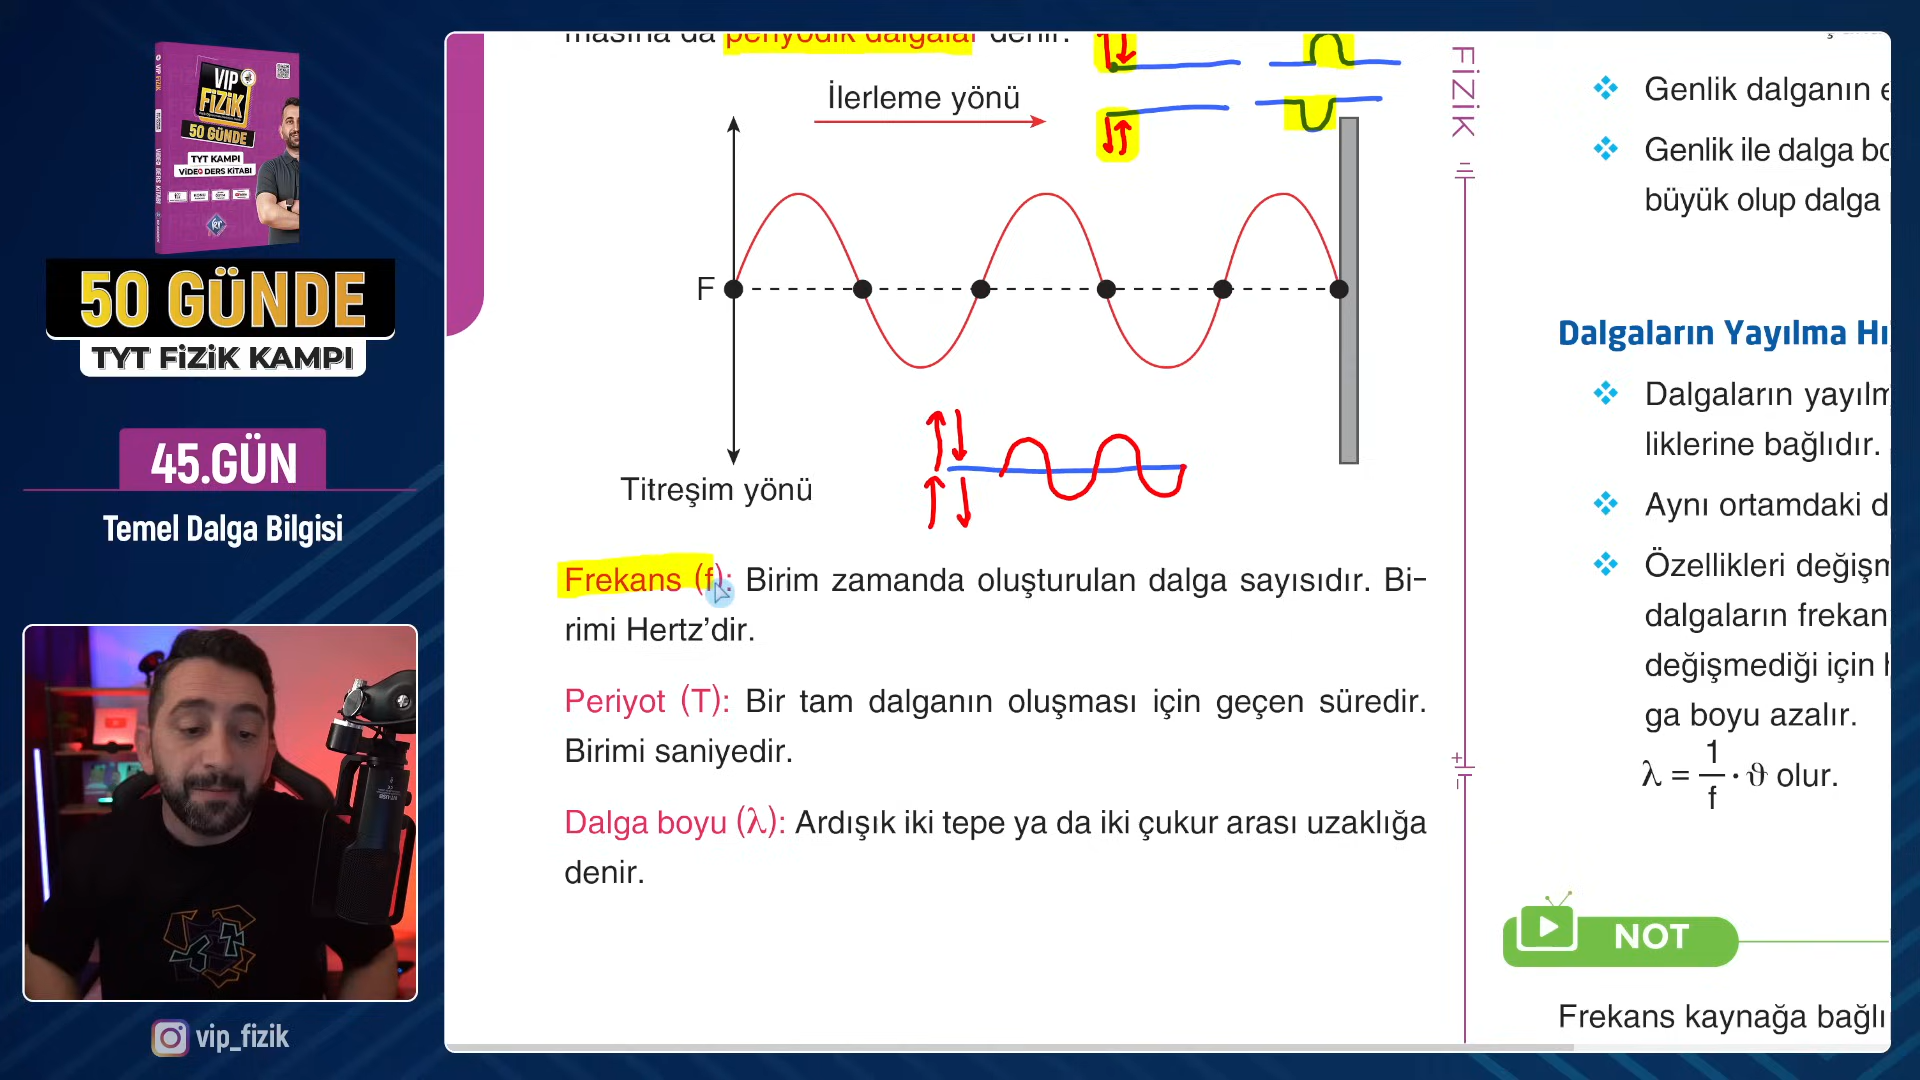 VIP
FİZİK
50 GÜNDE
TYT KAMPI
VİDEO DERS KİTABI
50 GÜNDE
TYT FİZİK KAMPI
45.GÜN
Temel Dalga Bilgisi
vip_fizik
masına da periyodik dalgalar denir.
İlerleme yönü
F
Titreşim yönü
Frekans (f): Birim zamanda oluşturulan dalga sayısıdır. Bi-
rimi Hertz'dir.
Periyot (T): Bir tam dalganın oluşması için geçen süredir.
Birimi saniyedir.
Dalga boyu (λ): Ardışık iki tepe ya da iki çukur arası uzaklığa
denir.
FİZİK
Genlik dalganın e
Genlik ile dalga bo
büyük olup dalga
Dalgaların Yayılma Hı
Dalgaların yayılm
liklerine bağlıdır.
Aynı ortamdaki d
Özellikleri değişm
dalgaların frekan
değişmediği için h
ga boyu azalır.
λ = 1/f · ϑ olur.
NOT
Frekans kaynağa bağlı